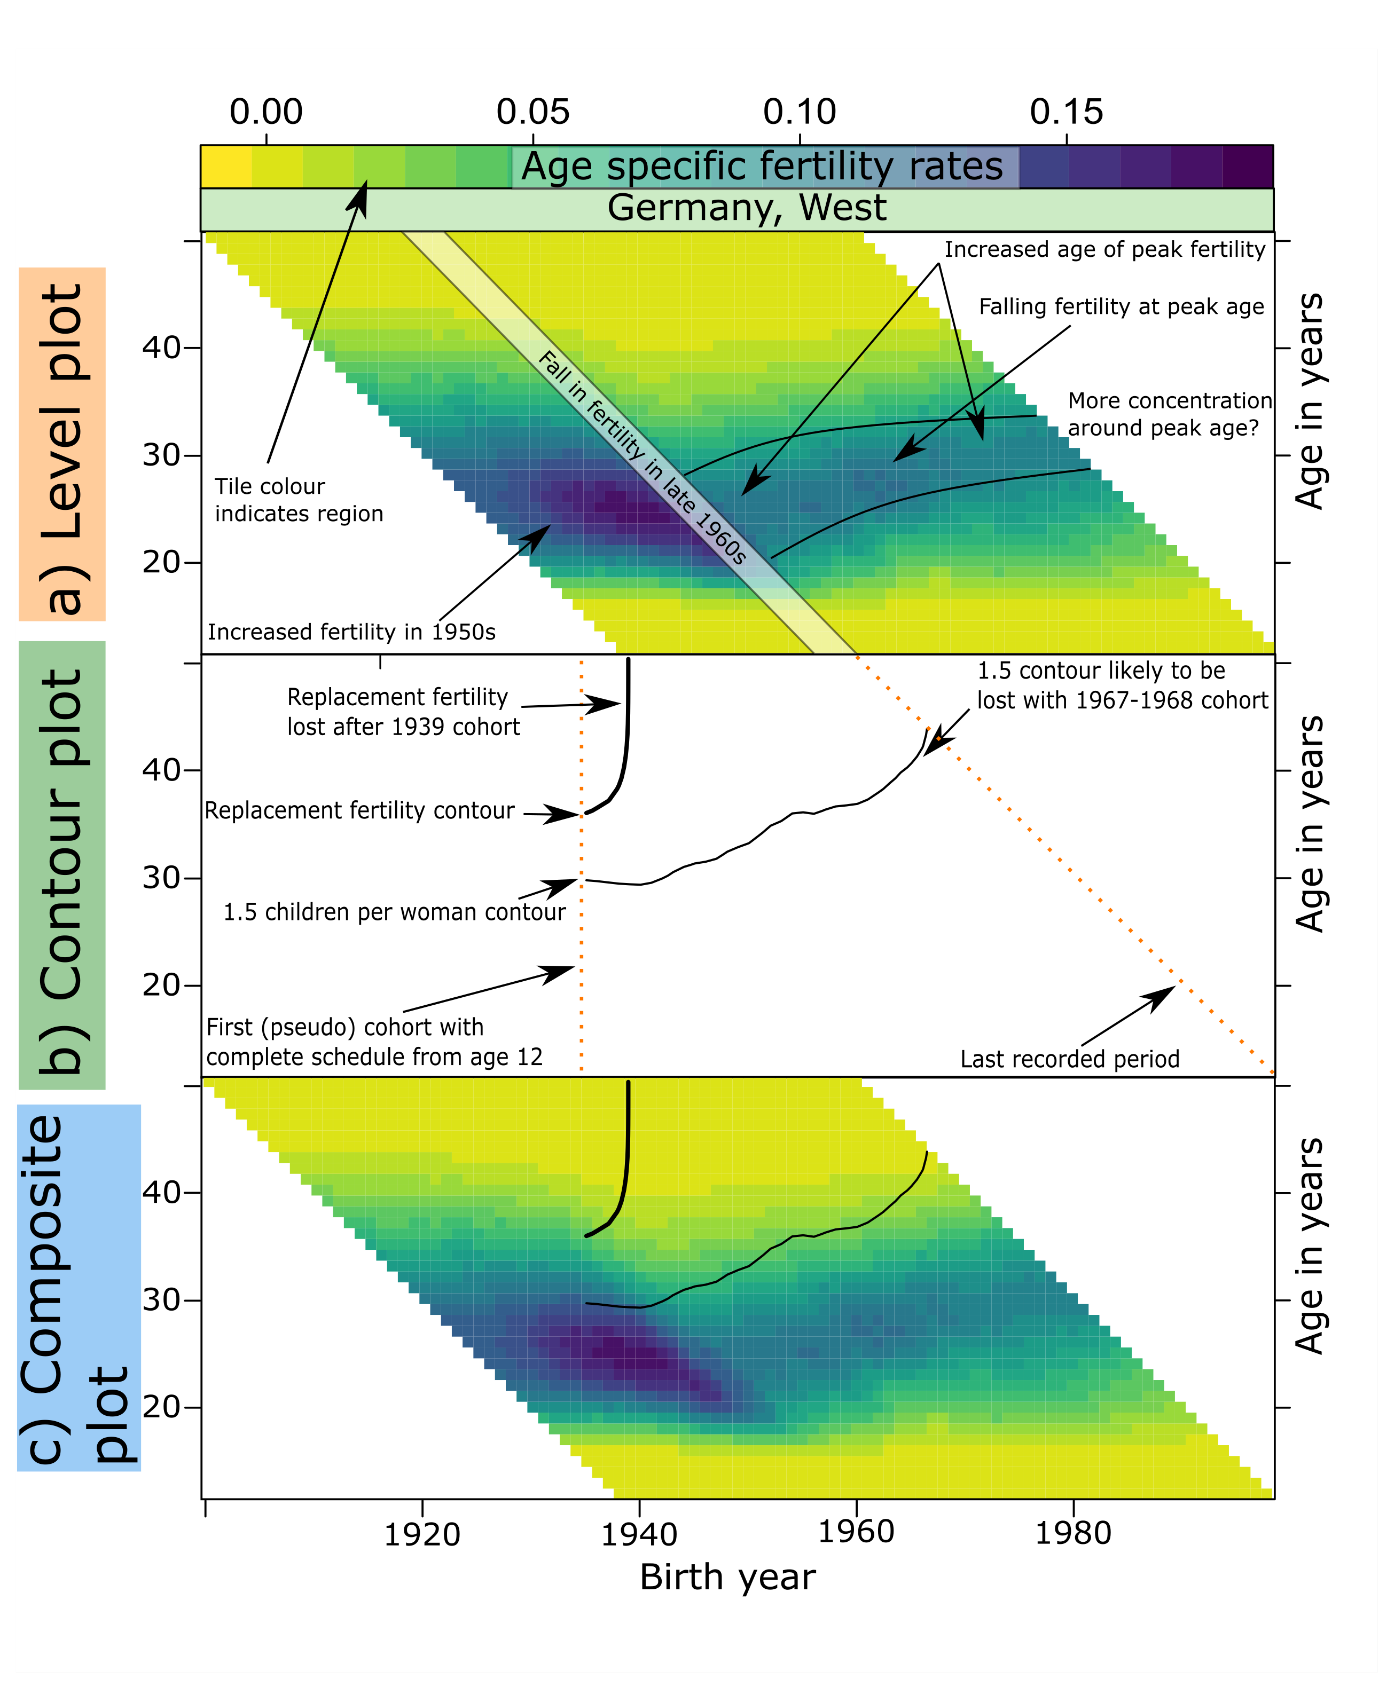 0.00 0.05 0.10 0.15
Age specific fertility rates
Germany, West
a) Level plot
40
30
20
Age in years
Increased age of peak fertility
Falling fertility at peak age
More concentration
around peak age?
Fall in fertility in late 1960s
Tile colour
indicates region
Increased fertility in 1950s
b) Contour plot
40
30
20
Age in years
Replacement fertility
lost after 1939 cohort
1.5 contour likely to be
lost with 1967-1968 cohort
Replacement fertility contour
1.5 children per woman contour
First (pseudo) cohort with
complete schedule from age 12
Last recorded period
c) Composite
plot
40
30
20
Age in years
1920 1940 1960 1980
Birth year